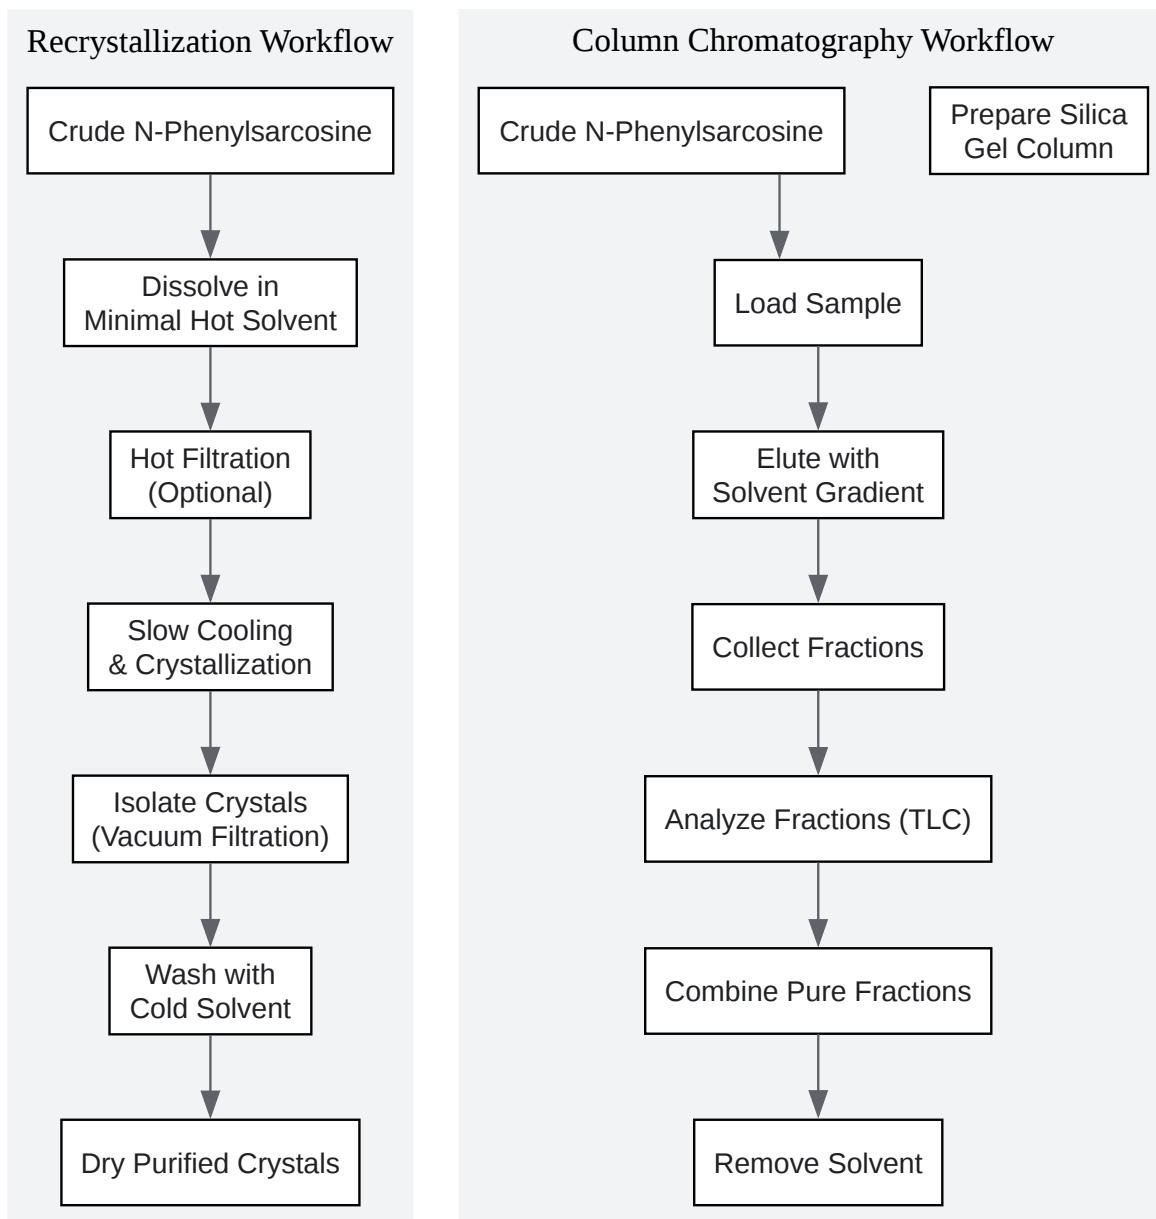 Recrystallization Workflow
Crude N-Phenylsarcosine
Dissolve in
Minimal Hot Solvent
Hot Filtration
(Optional)
Slow Cooling
& Crystallization
Isolate Crystals
(Vacuum Filtration)
Wash with
Cold Solvent
Dry Purified Crystals
Column Chromatography Workflow
Crude N-Phenylsarcosine
Prepare Silica
Gel Column
Load Sample
Elute with
Solvent Gradient
Collect Fractions
Analyze Fractions (TLC)
Combine Pure Fractions
Remove Solvent